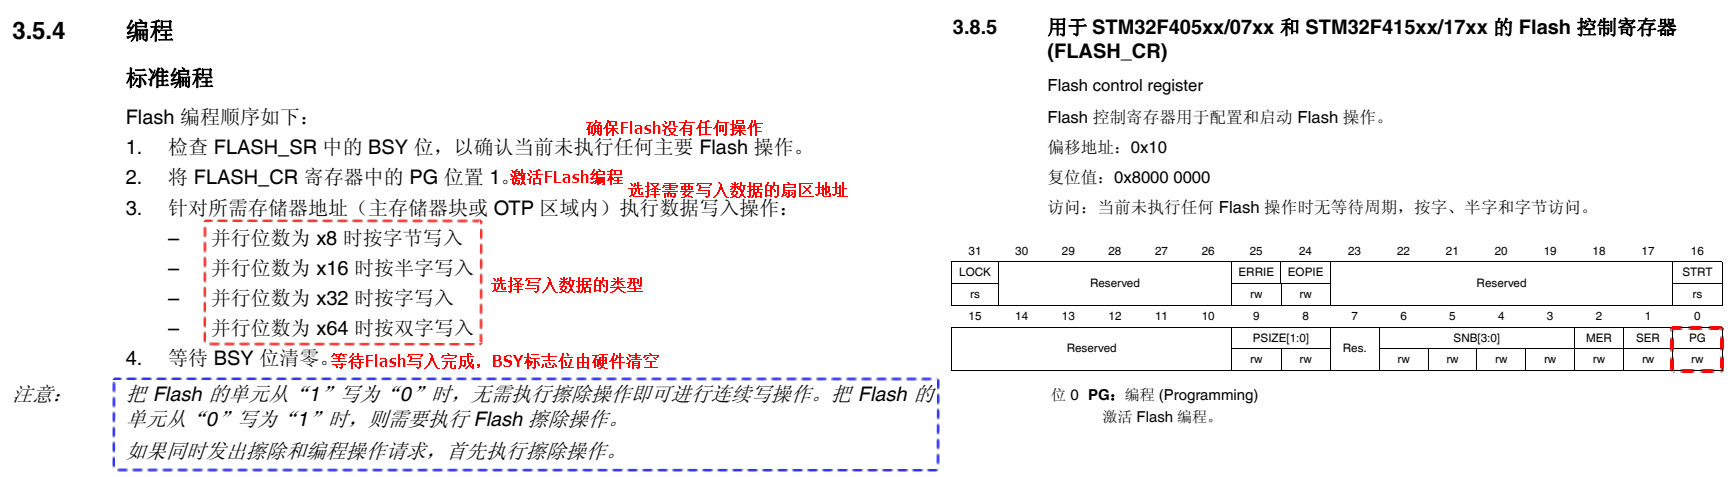 3.5.4 编程
标准编程
Flash 编程顺序如下：
确保Flash没有任何操作
1. 检查 FLASH_SR 中的 BSY 位，以确认当前未执行任何主要 Flash 操作。
2. 将 FLASH_CR 寄存器中的 PG 位置 1。激活FLash编程
选择需要写入数据的扇区地址
3. 针对所需存储器地址（主存储器块或 OTP 区域内）执行数据写入操作：
– 并行位数为 x8 时按字节写入
– 并行位数为 x16 时按半字写入
选择写入数据的类型
– 并行位数为 x32 时按字写入
– 并行位数为 x64 时按双字写入
4. 等待 BSY 位清零。等待Flash写入完成，BSY标志位由硬件清空
注意： 把 Flash 的单元从“1”写为“0”时，无需执行擦除操作即可进行连续写操作。把 Flash 的
单元从“0”写为“1”时，则需要执行 Flash 擦除操作。
如果同时发出擦除和编程操作请求，首先执行擦除操作。
3.8.5 用于 STM32F405xx/07xx 和 STM32F415xx/17xx 的 Flash 控制寄存器
(FLASH_CR)
Flash control register
Flash 控制寄存器用于配置和启动 Flash 操作。
偏移地址：0x10
复位值：0x8000 0000
访问：当前未执行任何 Flash 操作时无等待周期，按字、半字和字节访问。
31 30 29 28 27 26 25 24 23 22 21 20 19 18 17 16
LOCK Reserved ERRIE EOPIE Reserved STRT
rs rw rw rs
15 14 13 12 11 10 9 8 7 6 5 4 3 2 1 0
Reserved PSIZE[1:0] Res. SNB[3:0] MER SER PG
rw rw rw rw rw rw rw rw rw
位 0 PG：编程 (Programming)
激活 Flash 编程。